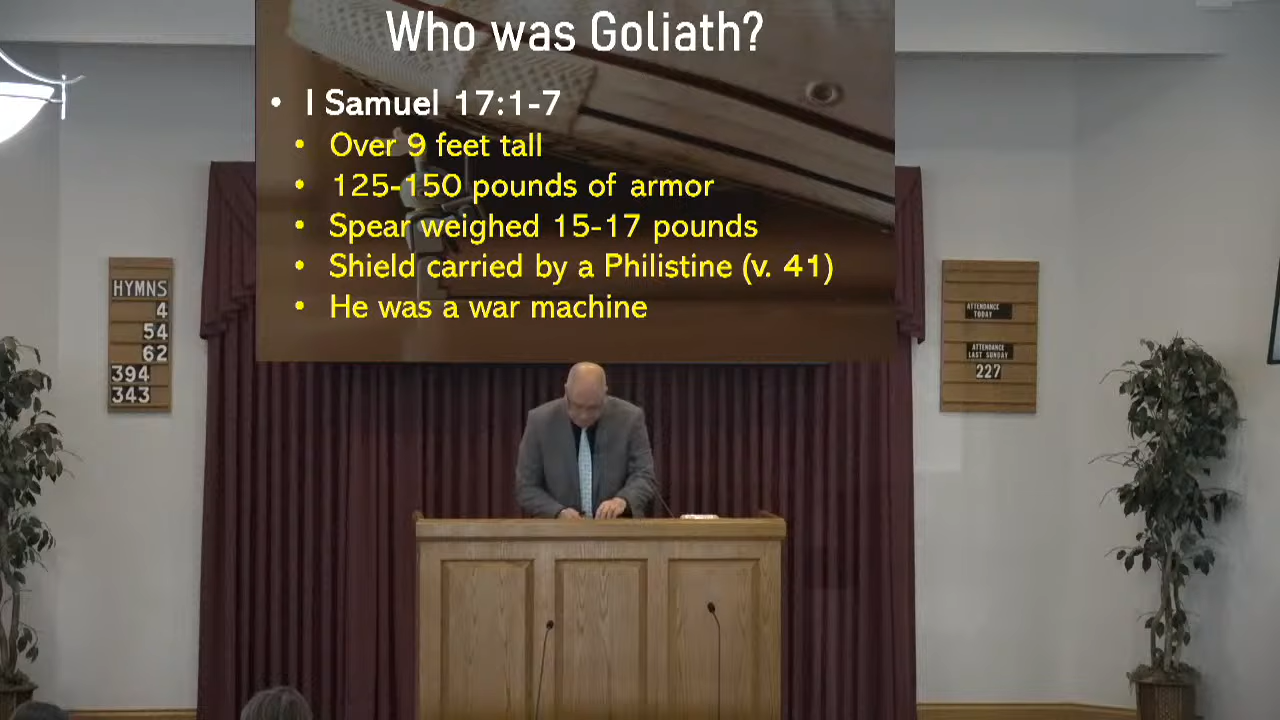 Who was Goliath?
• I Samuel 17:1-7
• Over 9 feet tall
• 125-150 pounds of armor
• Spear weighed 15-17 pounds
• Shield carried by a Philistine (v. 41)
• He was a war machine
HYMNS
4
54
62
394
343
ATTENDANCE
TODAY
ATTENDANCE
LAST SUNDAY
227